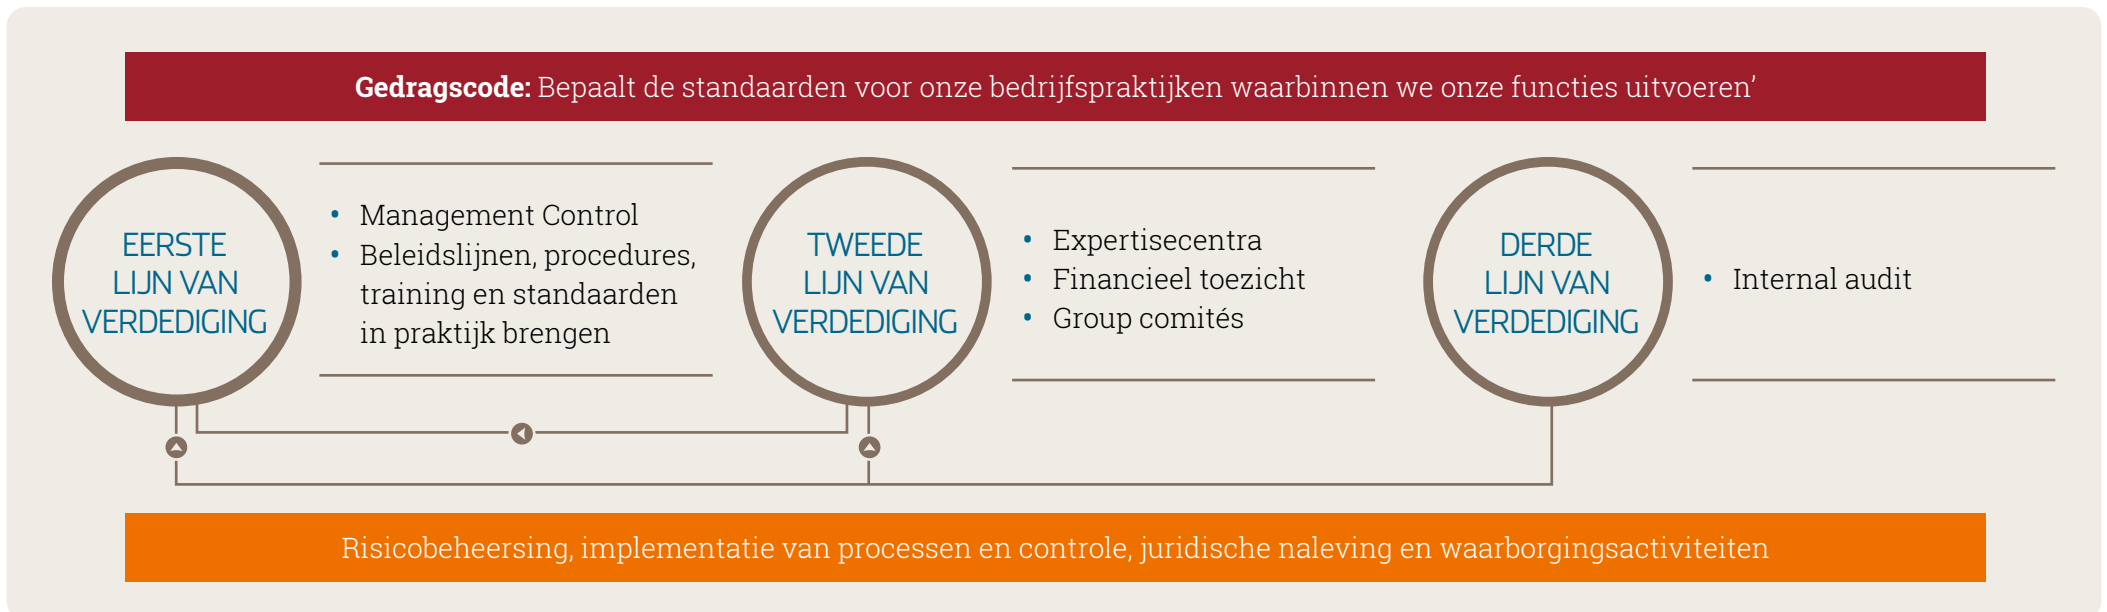 Gedragscode: Bepaalt de standaarden voor onze bedrijfspraktijken waarbinnen we onze functies uitvoeren’
EERSTE
LIJN VAN
VERDEDIGING
• Management Control
• Beleidslijnen, procedures,
training en standaarden
in praktijk brengen
TWEEDE
LIJN VAN
VERDEDIGING
• Expertisecentra
• Financieel toezicht
• Group comités
DERDE
LIJN VAN
VERDEDIGING
• Internal audit
Risicobeheersing, implementatie van processen en controle, juridische naleving en waarborgingsactiviteiten